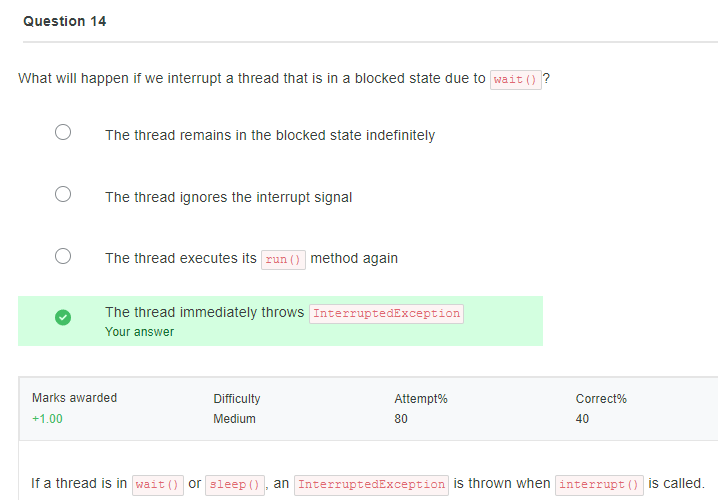 Question 14
What will happen if we interrupt a thread that is in a blocked state due to wait()?
The thread remains in the blocked state indefinitely
The thread ignores the interrupt signal
The thread executes its run() method again
The thread immediately throws InterruptedException
Your answer
Marks awarded Difficulty Attempt% Correct%
+1.00 Medium 80 40
If a thread is in wait() or sleep(), an InterruptedException is thrown when interrupt() is called.